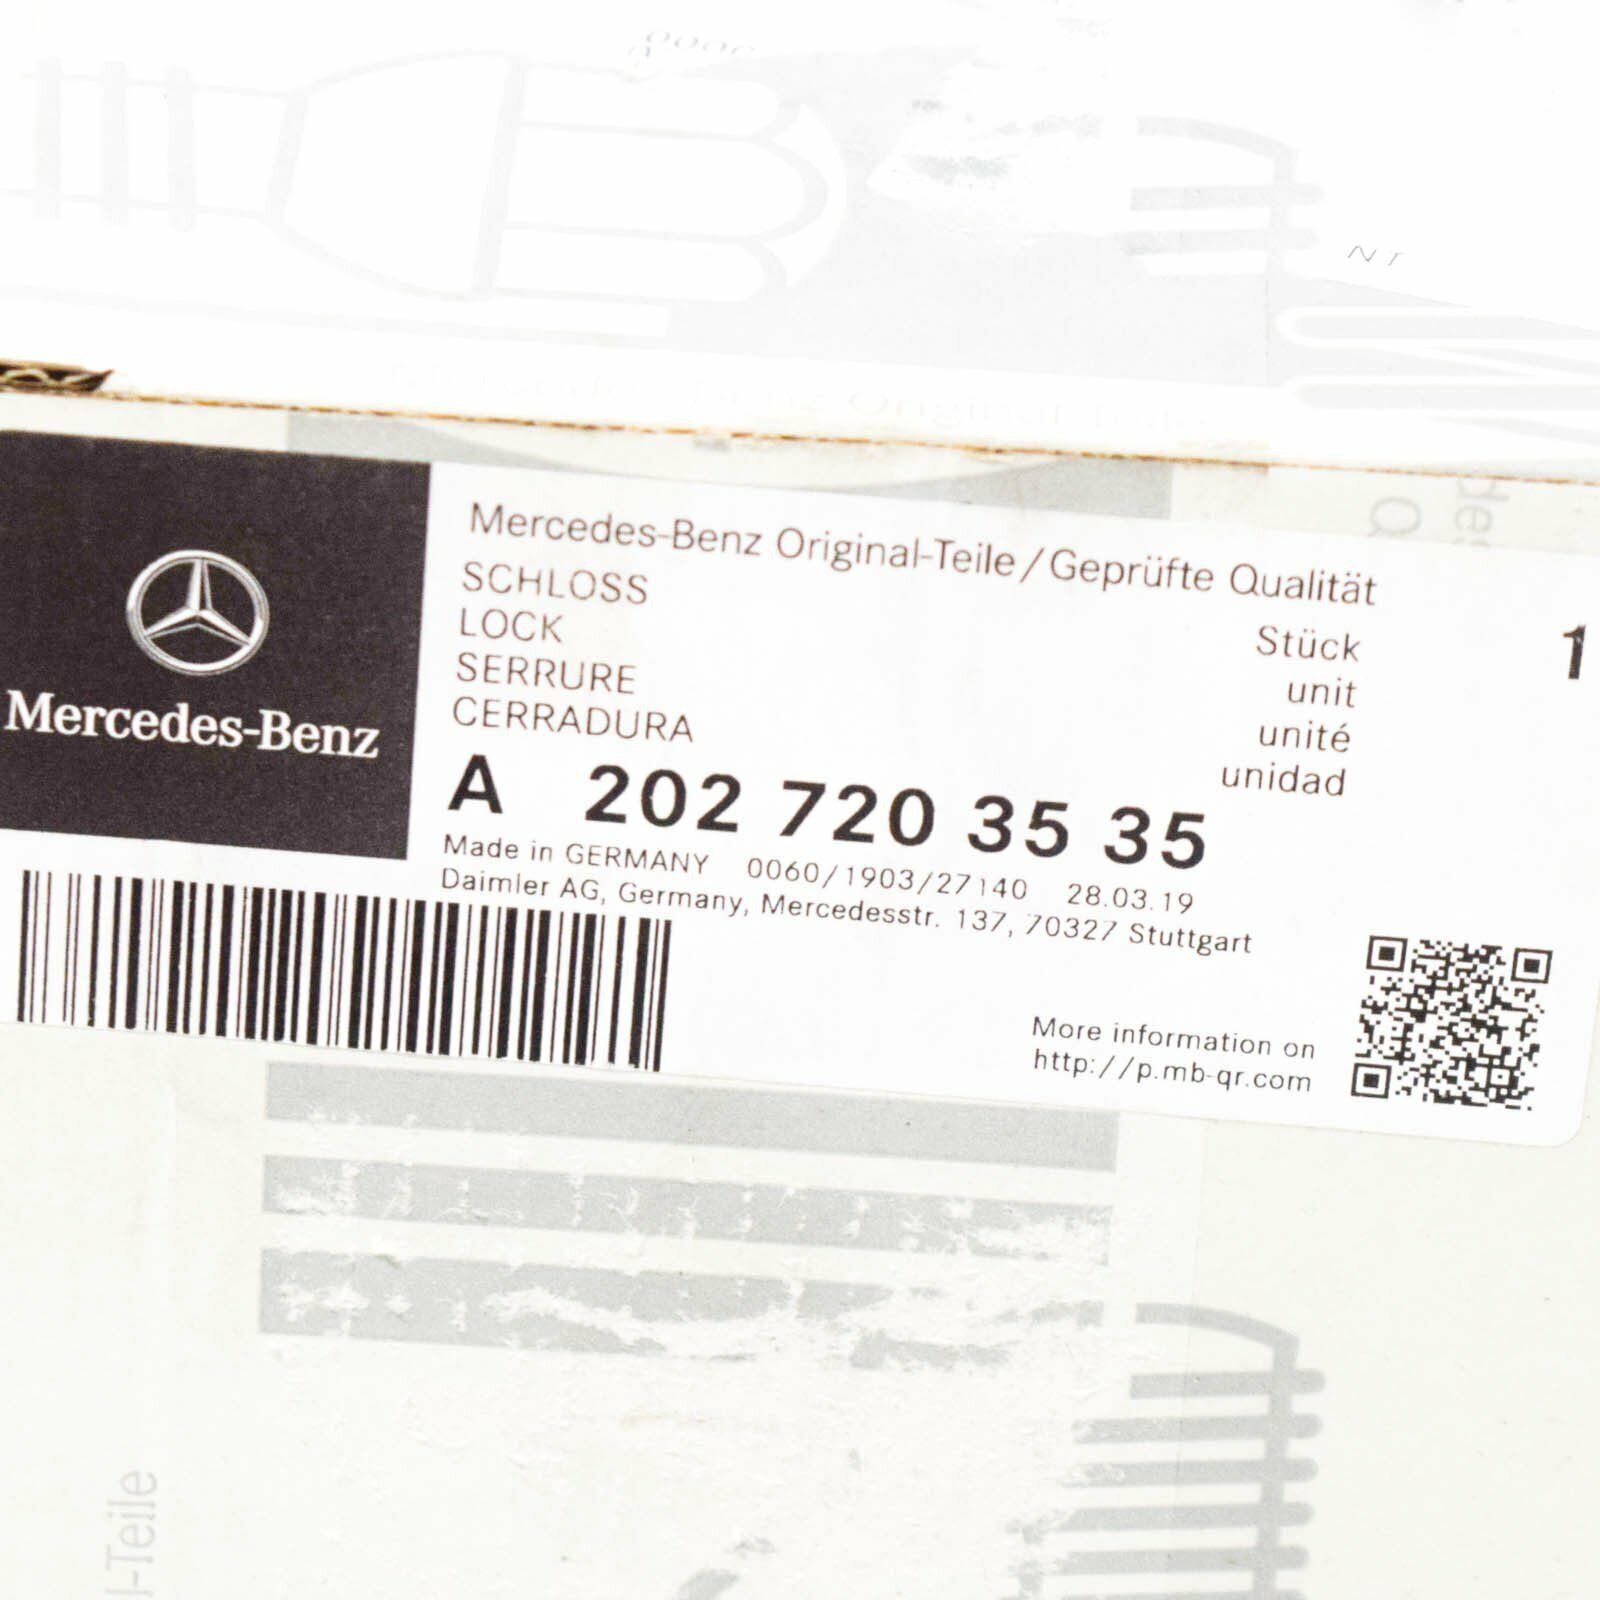 Mercedes-Benz
Mercedes-Benz Original-Teile/Geprüfte Qualität
SCHLOSS
LOCK
SERRURE
CERRADURA
Stück 1
unit
unité
unidad
A 202 720 35 35
Made in GERMANY 0060/1903/27140 28.03.19
Daimler AG, Germany, Mercedesstr. 137, 70327 Stuttgart
More information on
http://p.mb-qr.com
l-Teile